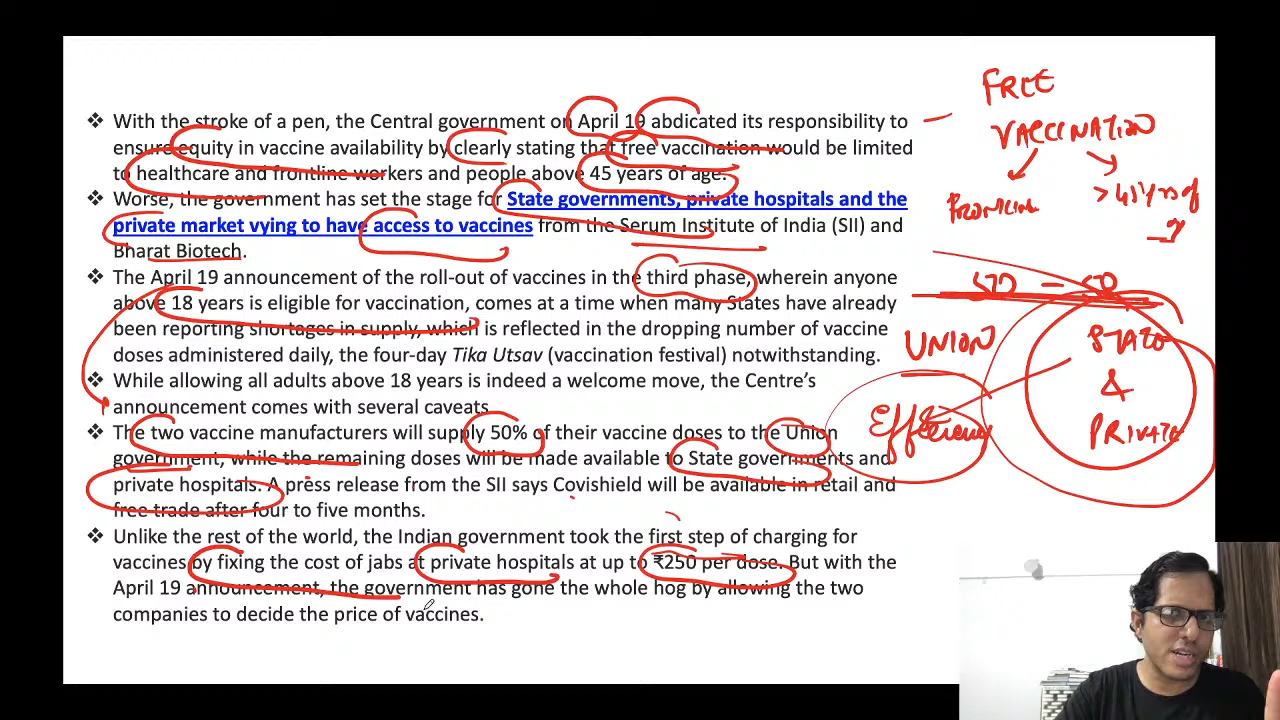 ❖ With the stroke of a pen, the Central government on April 19 abdicated its responsibility to
ensure equity in vaccine availability by clearly stating that free vaccination would be limited
to healthcare and frontline workers and people above 45 years of age.
❖ Worse, the government has set the stage for State governments, private hospitals and the
private market vying to have access to vaccines from the Serum Institute of India (SII) and
Bharat Biotech.
❖ The April 19 announcement of the roll-out of vaccines in the third phase, wherein anyone
above 18 years is eligible for vaccination, comes at a time when many States have already
been reporting shortages in supply, which is reflected in the dropping number of vaccine
doses administered daily, the four-day Tika Utsav (vaccination festival) notwithstanding.
❖ While allowing all adults above 18 years is indeed a welcome move, the Centre’s
announcement comes with several caveats
❖ The two vaccine manufacturers will supply 50% of their vaccine doses to the Union
government, while the remaining doses will be made available to State governments and
private hospitals. A press release from the SII says Covishield will be available in retail and
free trade after four to five months.
❖ Unlike the rest of the world, the Indian government took the first step of charging for
vaccines by fixing the cost of jabs at private hospitals at up to ₹250 per dose. But with the
April 19 announcement, the government has gone the whole hog by allowing the two
companies to decide the price of vaccines.
FREE
VACCINATION
> 45 yrs of
50 - 50
UNION
STATE
&
PRIVATE
Efficiency